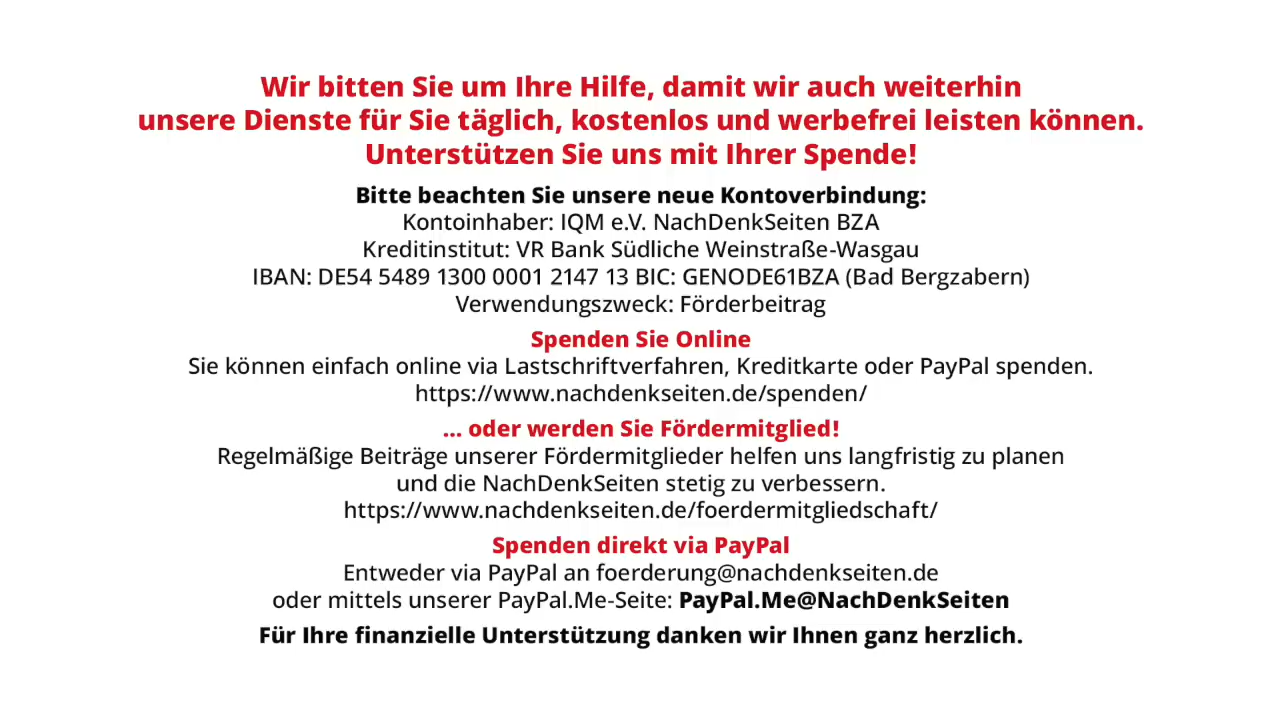 Wir bitten Sie um Ihre Hilfe, damit wir auch weiterhin
unsere Dienste für Sie täglich, kostenlos und werbefrei leisten können.
Unterstützen Sie uns mit Ihrer Spende!
Bitte beachten Sie unsere neue Kontoverbindung:
Kontoinhaber: IQM e.V. NachDenkSeiten BZA
Kreditinstitut: VR Bank Südliche Weinstraße-Wasgau
IBAN: DE54 5489 1300 0001 2147 13 BIC: GENODE61BZA (Bad Bergzabern)
Verwendungszweck: Förderbeitrag
Spenden Sie Online
Sie können einfach online via Lastschriftverfahren, Kreditkarte oder PayPal spenden.
https://www.nachdenkseiten.de/spenden/
... oder werden Sie Fördermitglied!
Regelmäßige Beiträge unserer Fördermitglieder helfen uns langfristig zu planen
und die NachDenkSeiten stetig zu verbessern.
https://www.nachdenkseiten.de/foerdermitgliedschaft/
Spenden direkt via PayPal
Entweder via PayPal an foerderung@nachdenkseiten.de
oder mittels unserer PayPal.Me-Seite: PayPal.Me@NachDenkSeiten
Für Ihre finanzielle Unterstützung danken wir Ihnen ganz herzlich.